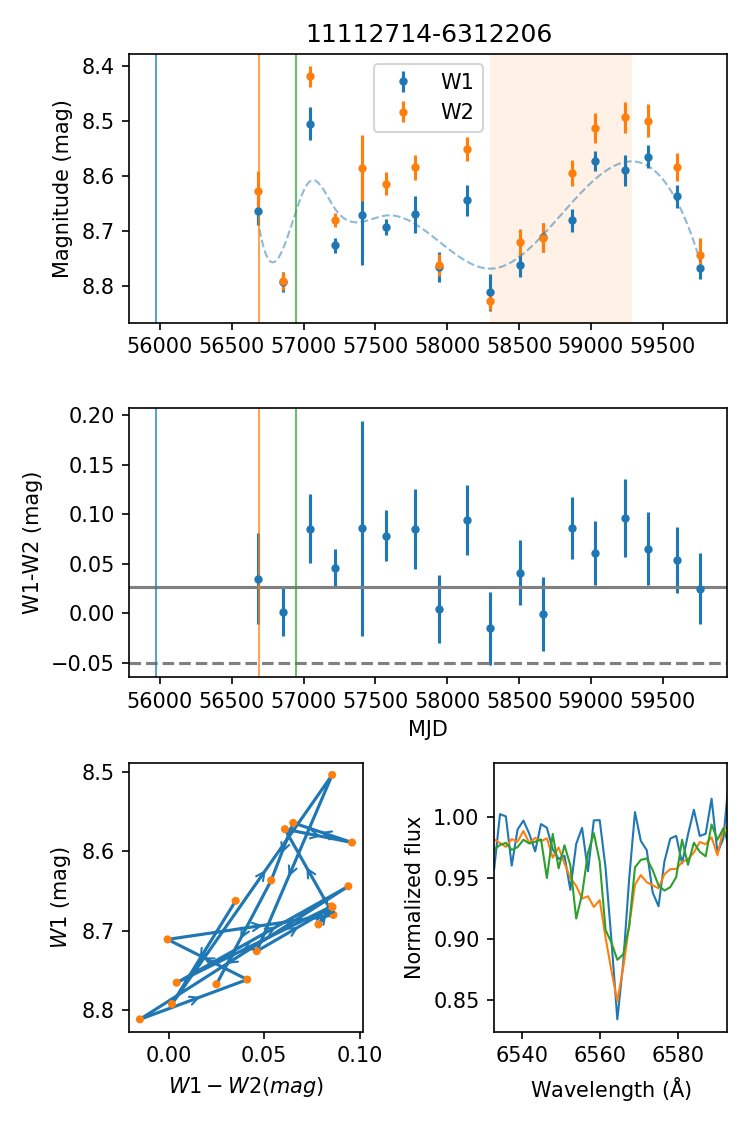 11112714-6312206
8.4
8.5
8.6
8.7
8.8
Magnitude (mag)
W1
W2
56000 56500 57000 57500 58000 58500 59000 59500
0.20
0.15
0.10
0.05
0.00
−0.05
W1-W2 (mag)
56000 56500 57000 57500 58000 58500 59000 59500
MJD
8.5
8.6
8.7
8.8
W1 (mag)
0.00 0.05 0.10
W1 − W2(mag)
1.00
0.95
0.90
0.85
Normalized flux
6540 6560 6580
Wavelength (Å)